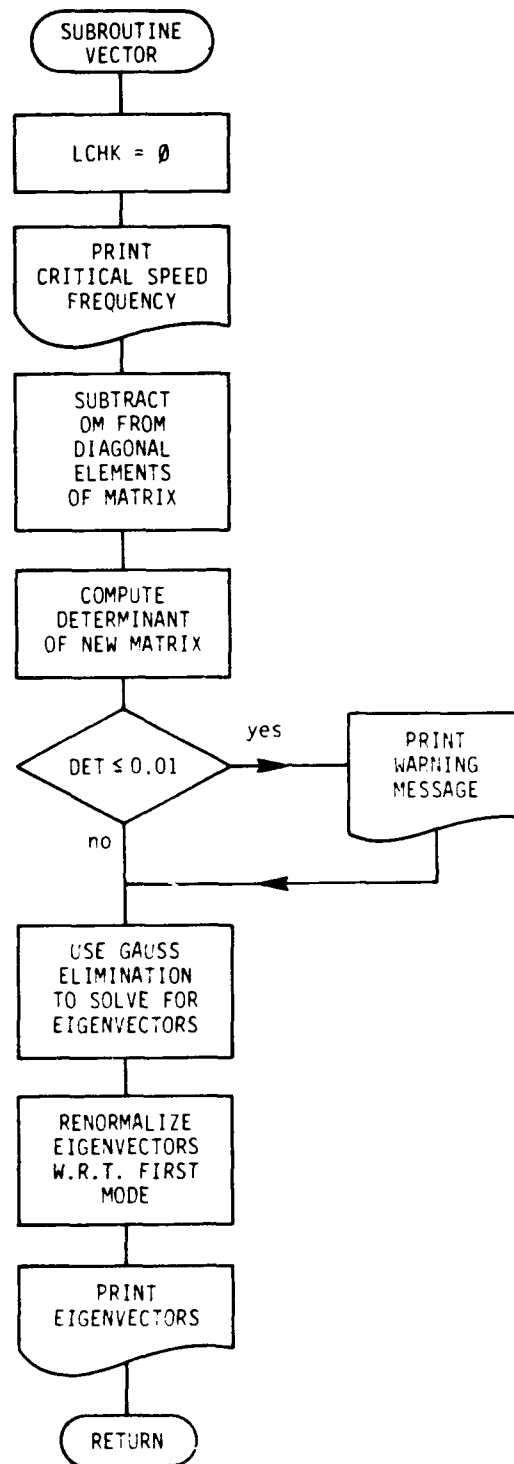 SUBROUTINE
VECTOR
LCHK = Ø
PRINT
CRITICAL SPEED
FREQUENCY
SUBTRACT
OM FROM
DIAGONAL
ELEMENTS
OF MATRIX
COMPUTE
DETERMINANT
OF NEW MATRIX
DET ≤ 0.01
yes
PRINT
WARNING
MESSAGE
no
USE GAUSS
ELIMINATION
TO SOLVE FOR
EIGENVECTORS
RENORMALIZE
EIGENVECTORS
W.R.T. FIRST
MODE
PRINT
EIGENVECTORS
RETURN